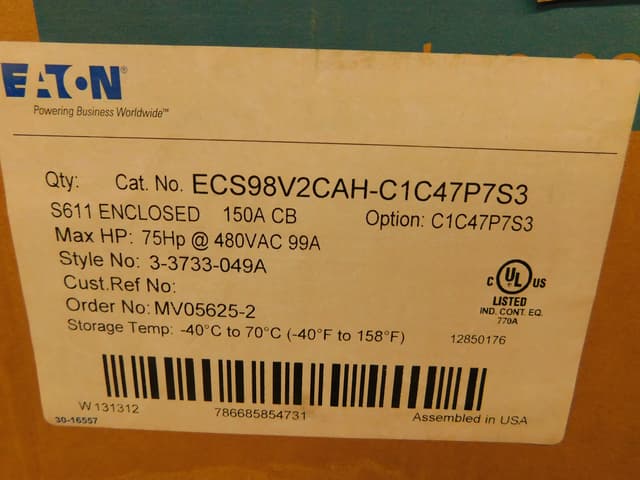 EATON®
Powering Business Worldwide™
Qty: Cat. No. ECS98V2CAH-C1C47P7S3
S611 ENCLOSED 150A CB Option: C1C47P7S3
Max HP: 75Hp @ 480VAC 99A
Style No: 3-3733-049A
Cust.Ref No:
Order No: MV05625-2
Storage Temp: -40°C to 70°C (-40°F to 158°F)
C UL US
LISTED
IND. CONT. EQ.
770A
12850176
W 131312 786685854731 Assembled in USA
30-16557